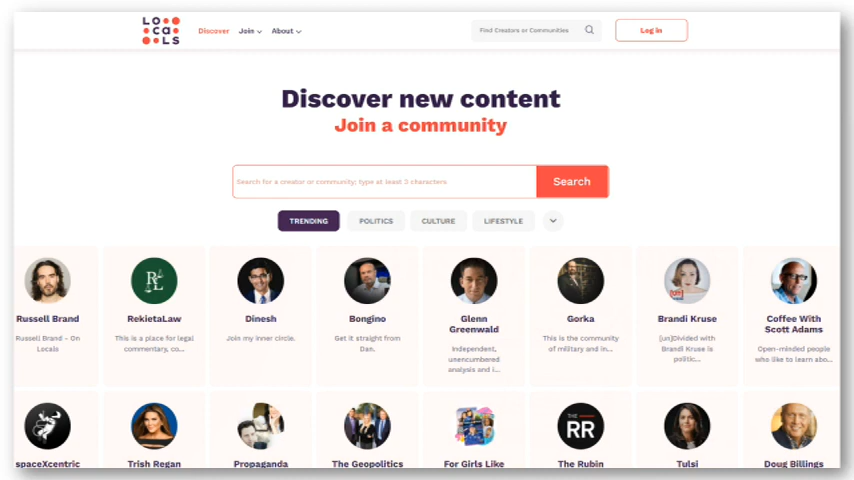 LO
ca
LS
Discover Join About Find Creators or Communities Log in
Discover new content
Join a community
Search for a creator or community; type at least 3 characters Search
TRENDING POLITICS CULTURE LIFESTYLE
RL
Russell Brand RekietaLaw Dinesh Bongino Glenn Greenwald Gorka Brandi Kruse Coffee With Scott Adams
Russell Brand - On Locals
This is a place for legal commentary, co...
Join my inner circle.
Get it straight from Dan.
Independent, unencumbered analysis and i...
This is the community of military and in...
[un]Divided with Brandi Kruse is politic...
Open-minded people who like to learn abo...
THE
RR
spaceXcentric Trish Regan Propaganda The Geopolitics For Girls Like The Rubin Tulsi Doug Billings